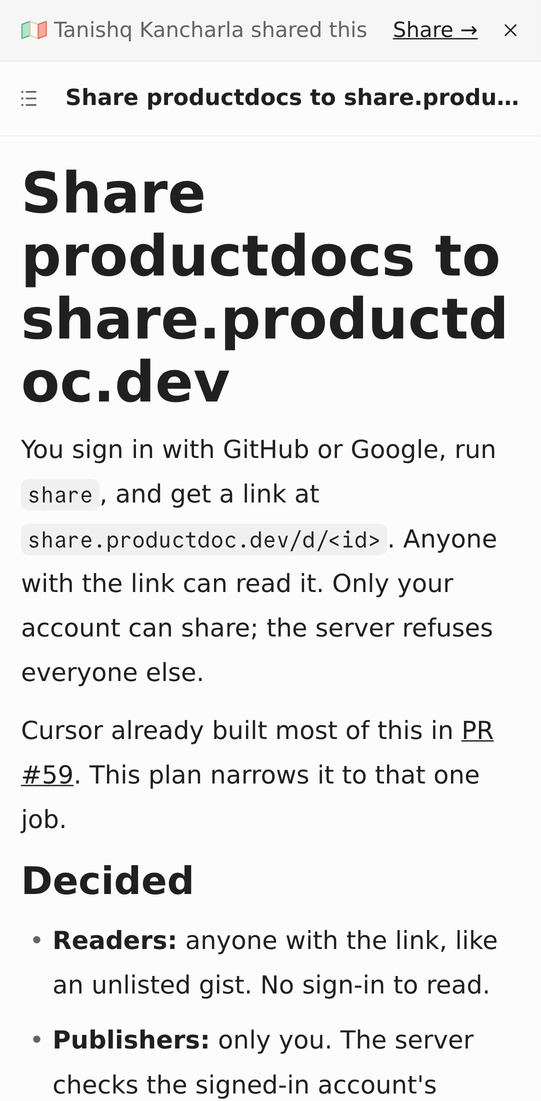 Tanishq Kancharla shared this Share →
Share productdocs to share.produ...
Share
productdocs to
share.productd
oc.dev
You sign in with GitHub or Google, run
share, and get a link at
share.productdoc.dev/d/<id>. Anyone
with the link can read it. Only your
account can share; the server refuses
everyone else.
Cursor already built most of this in PR
#59. This plan narrows it to that one
job.
Decided
• Readers: anyone with the link, like
an unlisted gist. No sign-in to read.
• Publishers: only you. The server
checks the signed-in account's